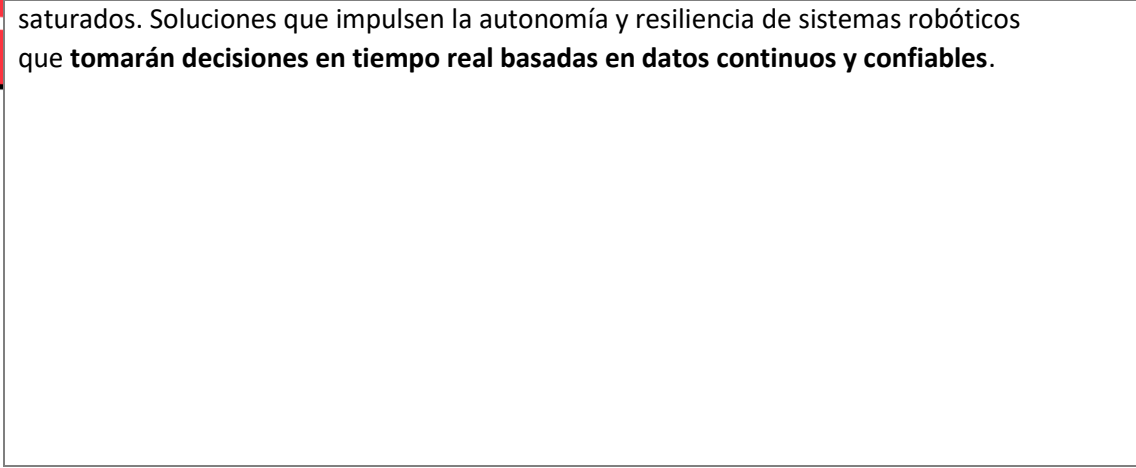 saturados. Soluciones que impulsen la autonomía y resiliencia de sistemas robóticos
que tomarán decisiones en tiempo real basadas en datos continuos y confiables.